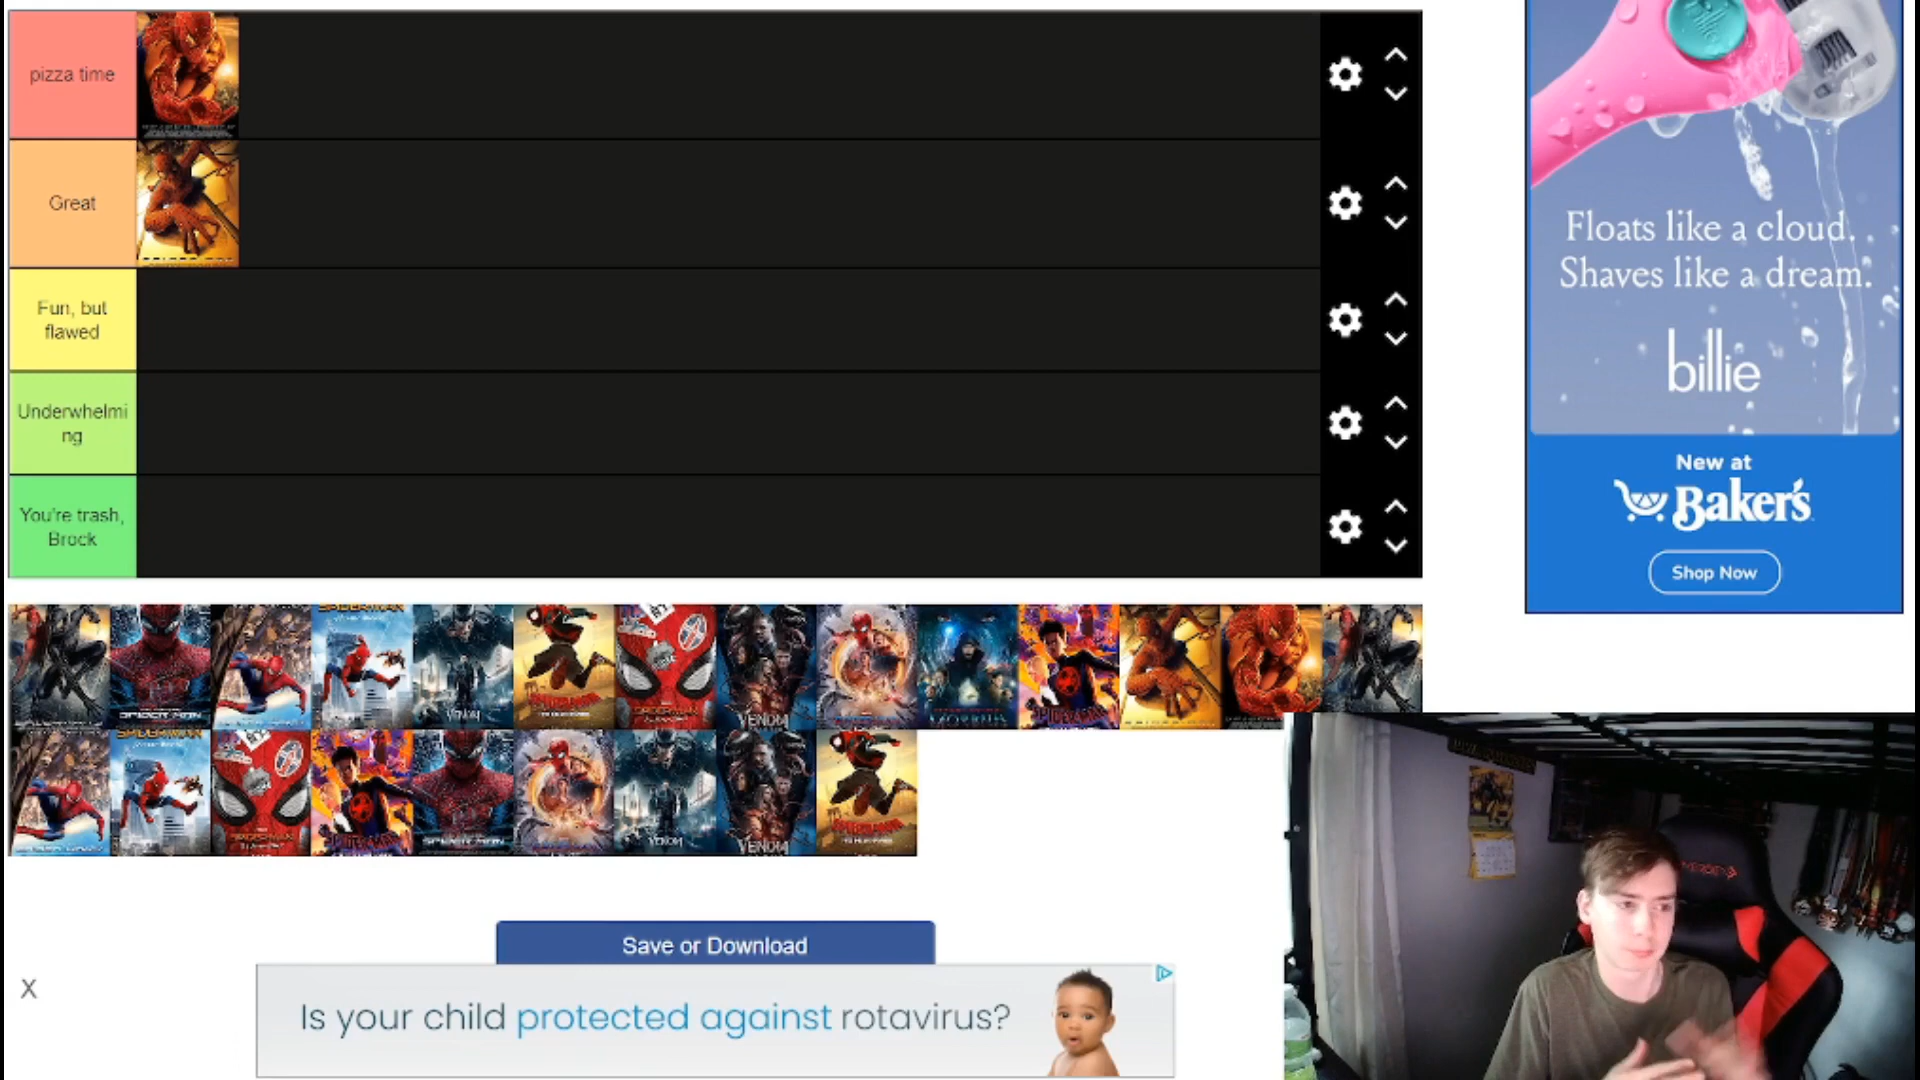 pizza time
Great
Fun, but
flawed
Underwhelmi
ng
You're trash,
Brock
Floats like a cloud.
Shaves like a dream.
billie
New at
Baker's
Shop Now
VENOM
VENOM
MORBIUS
VENOM
VENOM
Save or Download
X
Is your child protected against rotavirus?